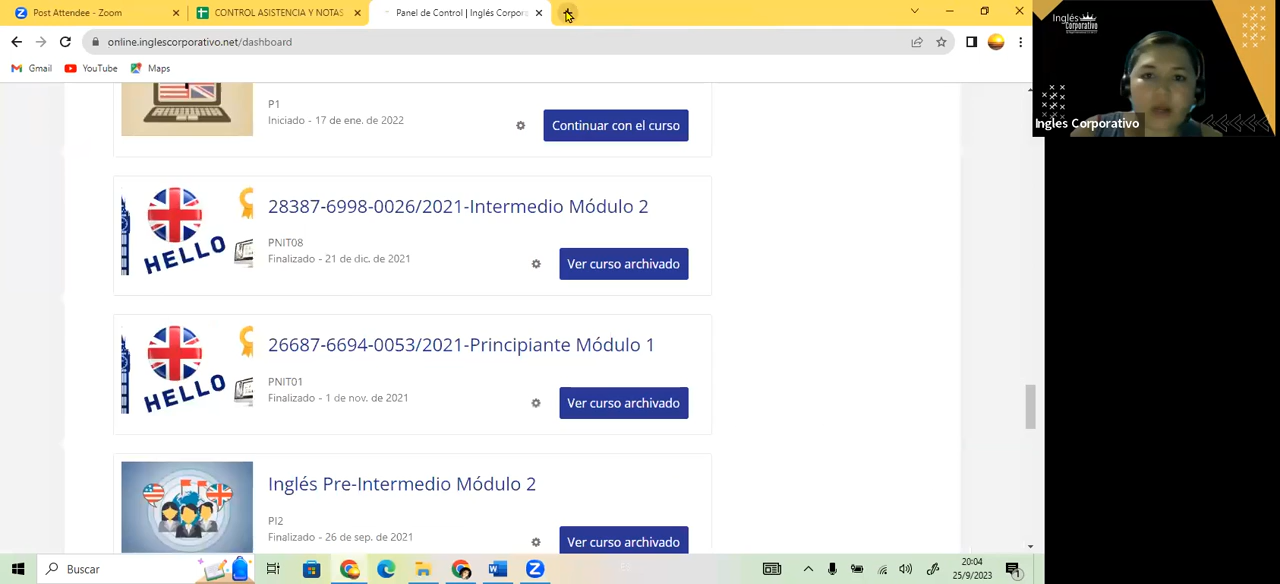 Post Attendee - Zoom
CONTROL ASISTENCIA Y NOTAS
Panel de Control | Inglés Corpor
online.inglescorporativo.net/dashboard
Gmail
YouTube
Maps
P1
Iniciado - 17 de ene. de 2022
Continuar con el curso
28387-6998-0026/2021-Intermedio Módulo 2
PNIT08
Finalizado - 21 de dic. de 2021
Ver curso archivado
HELLO
26687-6694-0053/2021-Principiante Módulo 1
PNIT01
Finalizado - 1 de nov. de 2021
Ver curso archivado
HELLO
Inglés Pre-Intermedio Módulo 2
PI2
Finalizado - 26 de sep. de 2021
Ver curso archivado
Inglés
Corporativo
Ingles Corporativo
Buscar
20:04
25/9/2023